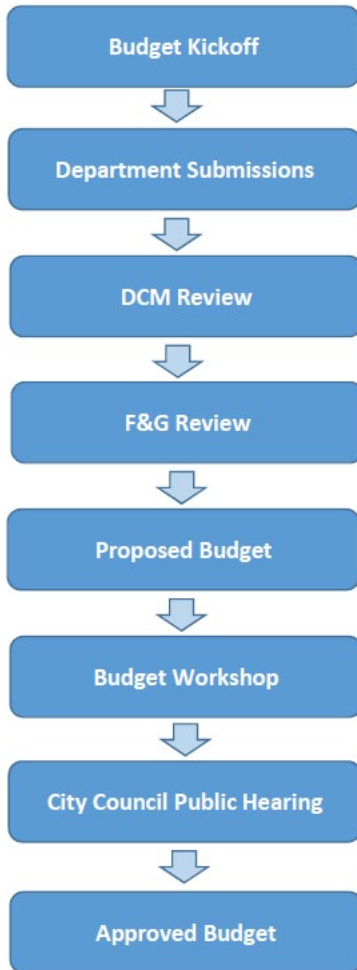 Budget Kickoff
Department Submissions
DCM Review
F&G Review
Proposed Budget
Budget Workshop
City Council Public Hearing
Approved Budget